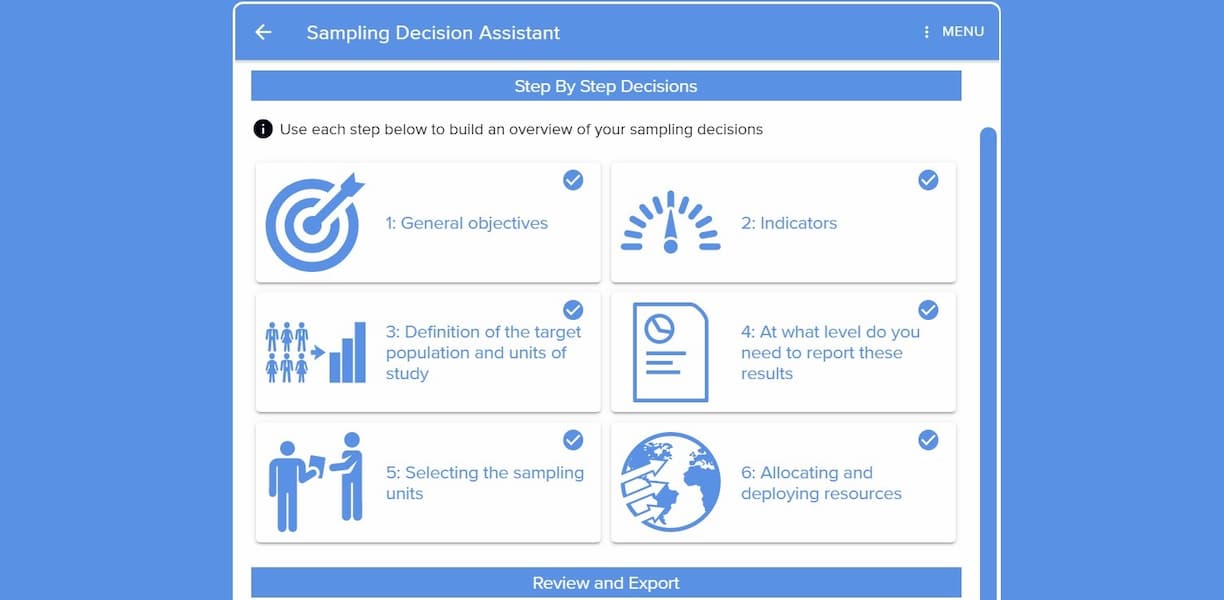 Sampling Decision Assistant
MENU
Step By Step Decisions
Use each step below to build an overview of your sampling decisions
1: General objectives
2: Indicators
3: Definition of the target
population and units of
study
4: At what level do you
need to report these
results
5: Selecting the sampling
units
6: Allocating and
deploying resources
Review and Export